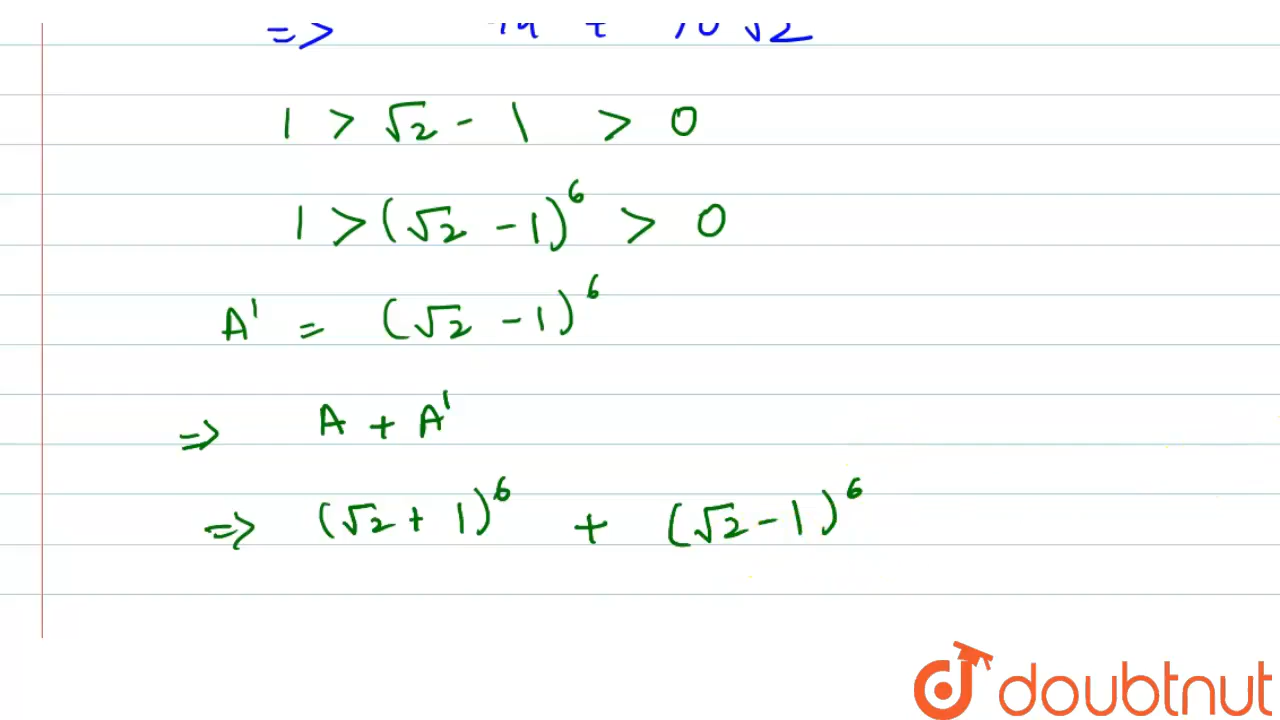 => + √2
1 > √2 - 1 > 0
1 > (√2 - 1)^6 > 0
A' = (√2 - 1)^6
=> A + A'
=> (√2 + 1)^6 + (√2 - 1)^6
doubtnut